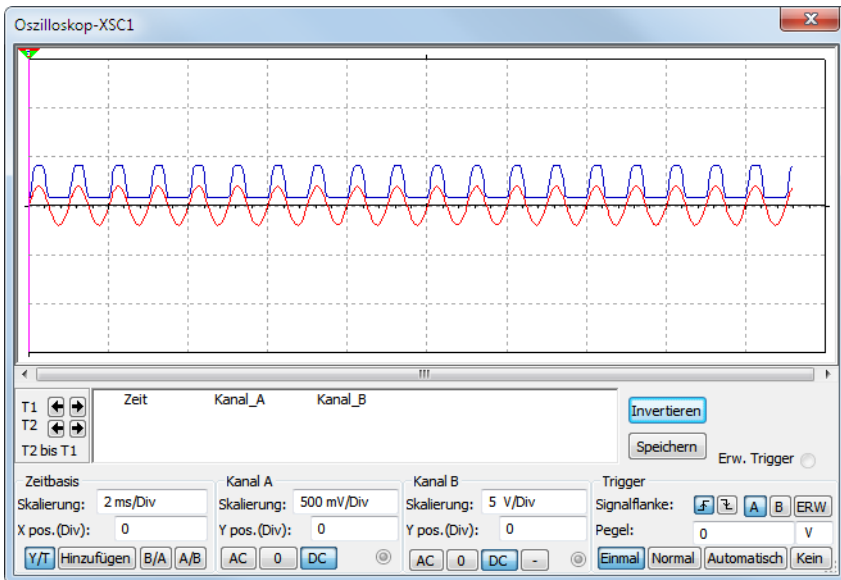 Oszilloskop-XSC1
Zeit Kanal_A Kanal_B
T1
T2
T2 bis T1
Invertieren
Speichern
Erw. Trigger
Zeitbasis
Skalierung: 2 ms/Div
X pos.(Div): 0
Y/T Hinzufügen B/A A/B
Kanal A
Skalierung: 500 mV/Div
Y pos.(Div): 0
AC 0 DC
Kanal B
Skalierung: 5 V/Div
Y pos.(Div): 0
AC 0 DC -
Trigger
Signalflanke: A B ERW
Pegel: 0 V
Einmal Normal Automatisch Kein